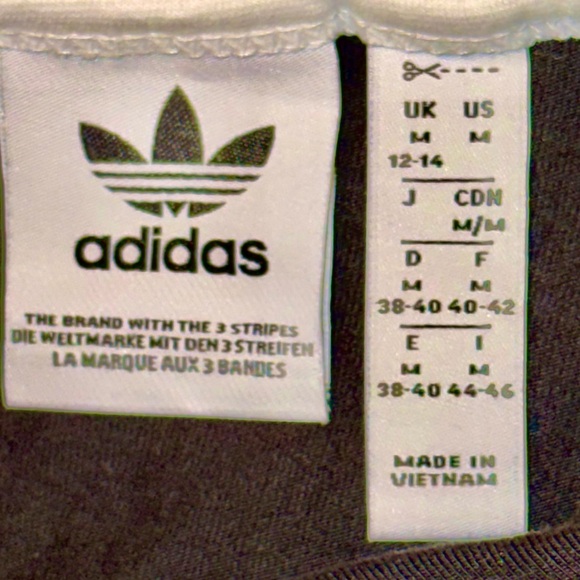 adidas
THE BRAND WITH THE 3 STRIPES
DIE WELTMARKE MIT DEN 3 STREIFEN
LA MARQUE AUX 3 BANDES
UK US
M M
12-14
J CDN
M/M
D F
M M
38-40 40-42
E I
M M
38-40 44-46
MADE IN
VIETNAM